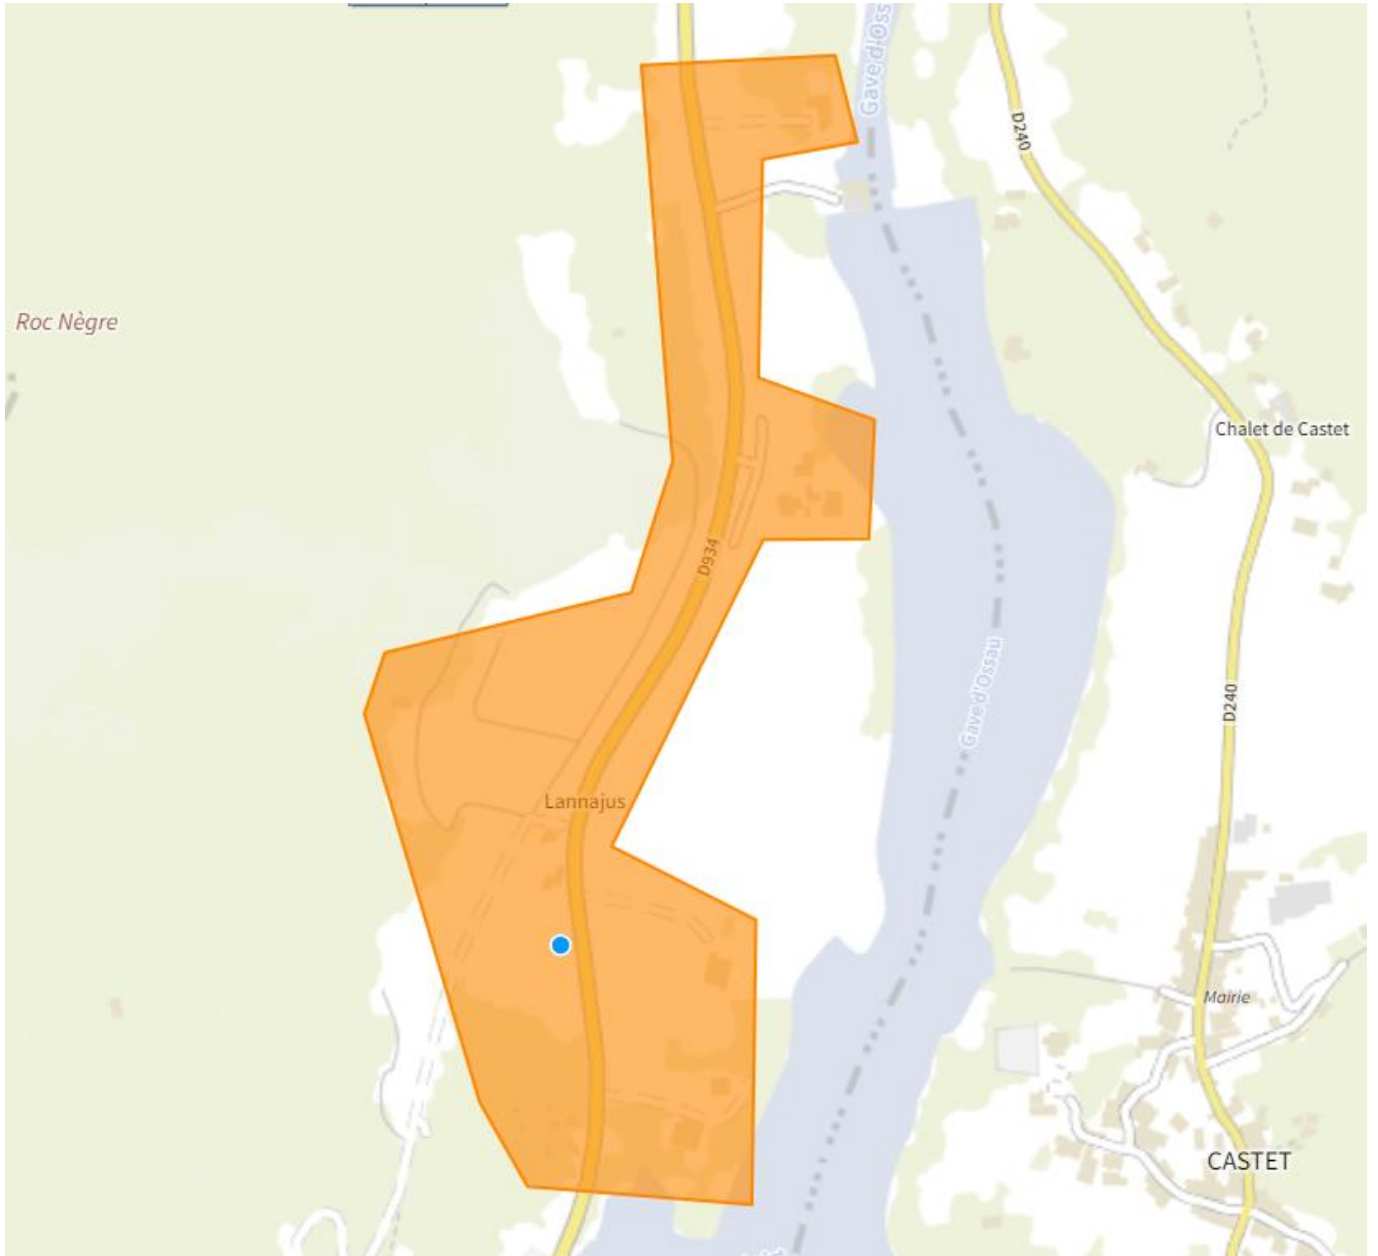 Gave d'Oss
D240
Roc Nègre
Chalet de Castet
D934
Gave d'Ossau
D240
Lannajus
Mairie
CASTET